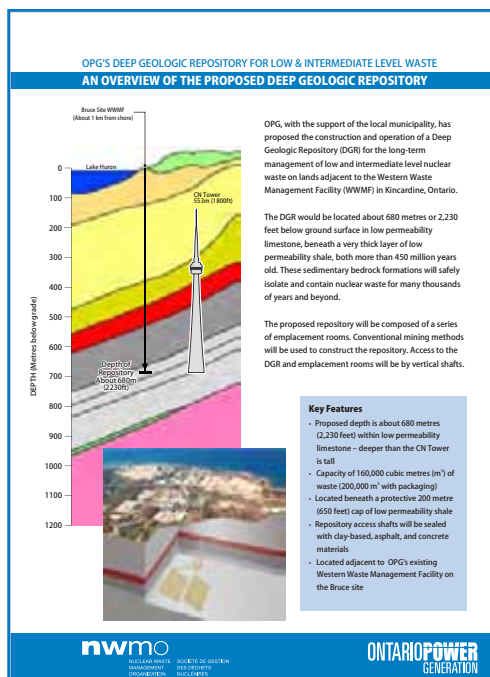 OPG'S DEEP GEOLOGIC REPOSITORY FOR LOW & INTERMEDIATE LEVEL WASTE
AN OVERVIEW OF THE PROPOSED DEEP GEOLOGIC REPOSITORY
Bruce Site WWMF
(About 1 km from shore)
Lake Huron
CN Tower
553m (1800ft)
DEPTH (Metres below grade)
0
100
200
300
400
500
600
700
800
900
1000
1100
1200
Depth of
Repository
About 680m
(2230ft)
OPG, with the support of the local municipality, has
proposed the construction and operation of a Deep
Geologic Repository (DGR) for the long-term
management of low and intermediate level nuclear
waste on lands adjacent to the Western Waste
Management Facility (WWMF) in Kincardine, Ontario.
The DGR would be located about 680 metres or 2,230
feet below ground surface in low permeability
limestone, beneath a very thick layer of low
permeability shale, both more than 450 million years
old. These sedimentary bedrock formations will safely
isolate and contain nuclear waste for many thousands
of years and beyond.
The proposed repository will be composed of a series
of emplacement rooms. Conventional mining methods
will be used to construct the repository. Access to the
DGR and emplacement rooms will be by vertical shafts.
Key Features
• Proposed depth is about 680 metres
(2,230 feet) within low permeability
limestone – deeper than the CN Tower
is tall
• Capacity of 160,000 cubic metres (m³) of
waste (200,000 m³ with packaging)
• Located beneath a protective 200 metre
(650 feet) cap of low permeability shale
• Repository access shafts will be sealed
with clay-based, asphalt, and concrete
materials
• Located adjacent to OPG's existing
Western Waste Management Facility on
the Bruce site
nwmo
NUCLEAR WASTE SOCIÉTÉ DE GESTION
MANAGEMENT DES DÉCHETS
ORGANIZATION NUCLÉAIRES
ONTARIOPOWER
GENERATION